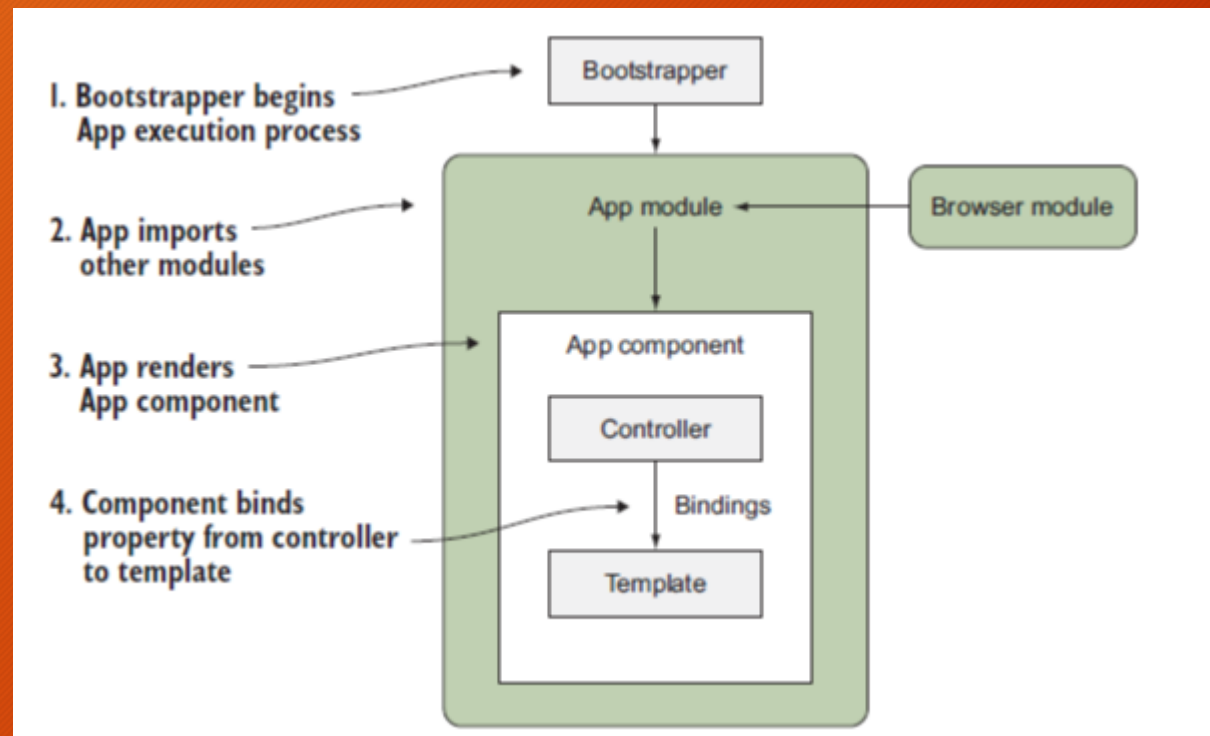 Bootstrapper
1. Bootstrapper begins
App execution process
App module
Browser module
2. App imports
other modules
App component
3. App renders
App component
Controller
4. Component binds
property from controller
to template
Bindings
Template